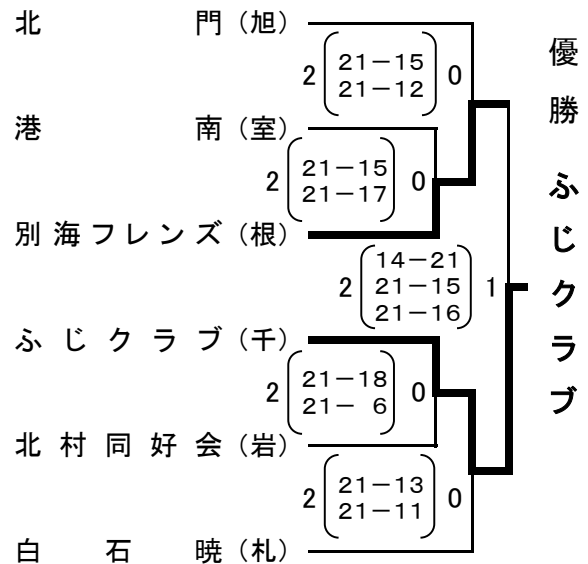 北門（旭）
2 21－15 0
21－12
港南（室）
2 21－15 0
21－17
別海フレンズ（根）
14－21
2 21－15 1
21－16
ふじクラブ（千）
2 21－18 0
21－ 6
北村同好会（岩）
2 21－13 0
21－11
白石暁（札）
優勝 ふじクラブ